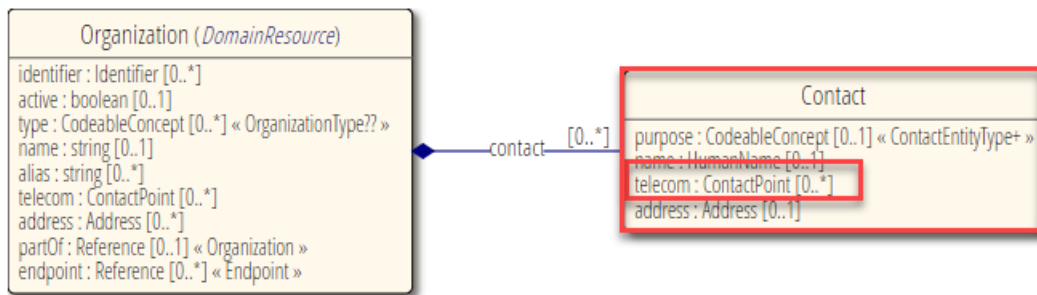 Organization (DomainResource)
identifier : Identifier [0..*]
active : boolean [0..1]
type : CodeableConcept [0..*] « OrganizationType?? »
name : string [0..1]
alias : string [0..*]
telecom : ContactPoint [0..*]
address : Address [0..*]
partOf : Reference [0..1] « Organization »
endpoint : Reference [0..*] « Endpoint »
contact
[0..*]
Contact
purpose : CodeableConcept [0..1] « ContactEntityType+ »
name : HumanName [0..1]
telecom : ContactPoint [0..*]
address : Address [0..1]